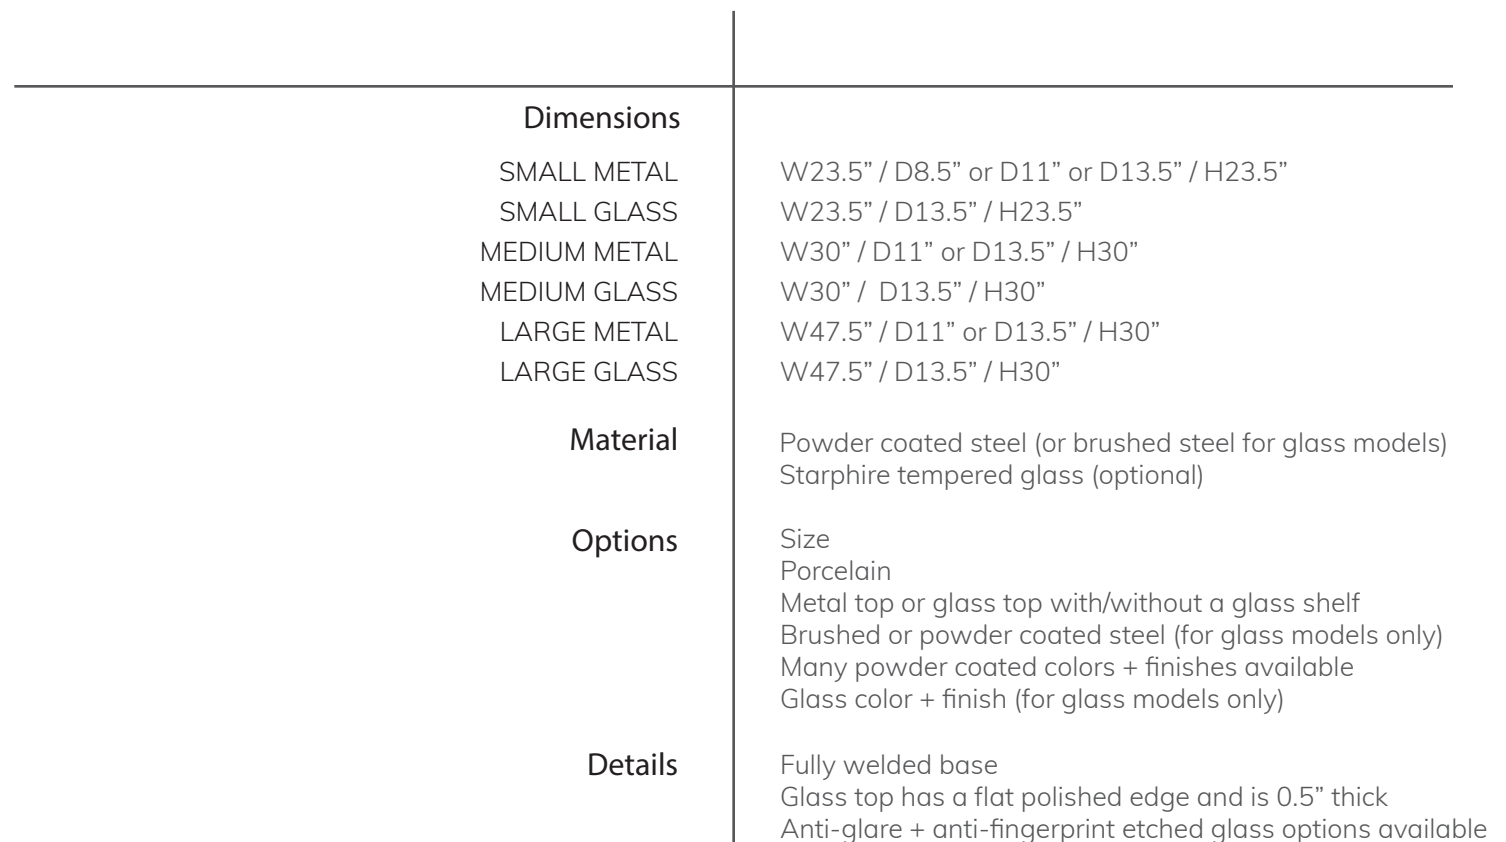 Dimensions
SMALL METAL W23.5” / D8.5” or D11” or D13.5” / H23.5”
SMALL GLASS W23.5” / D13.5” / H23.5”
MEDIUM METAL W30” / D11” or D13.5” / H30”
MEDIUM GLASS W30” /  D13.5” / H30”
LARGE METAL W47.5” / D11” or D13.5” / H30”
LARGE GLASS W47.5” / D13.5” / H30”
Material Powder coated steel (or brushed steel for glass models)
Starphire tempered glass (optional)
Options Size
Porcelain
Metal top or glass top with/without a glass shelf
Brushed or powder coated steel (for glass models only)
Many powder coated colors + finishes available
Glass color + finish (for glass models only)
Details Fully welded base
Glass top has a flat polished edge and is 0.5” thick
Anti-glare + anti-fingerprint etched glass options available